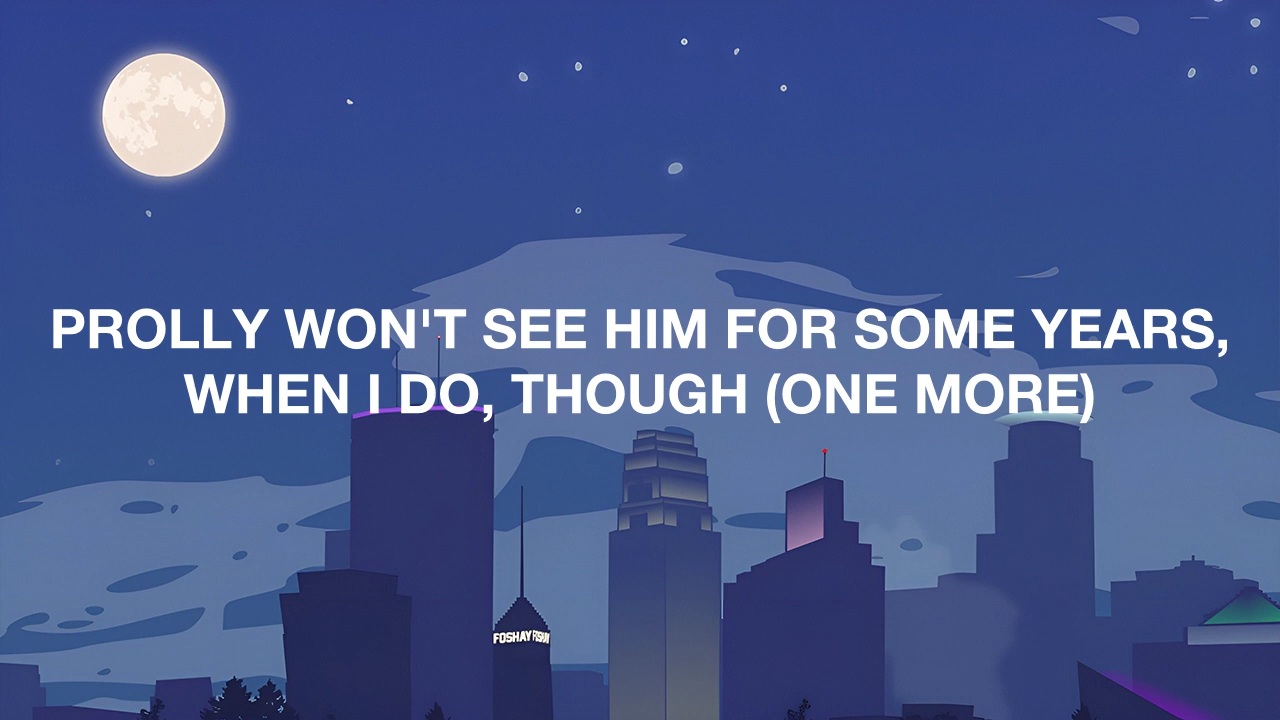 PROLLY WON'T SEE HIM FOR SOME YEARS,
WHEN I DO, THOUGH (ONE MORE)
FOSHAY